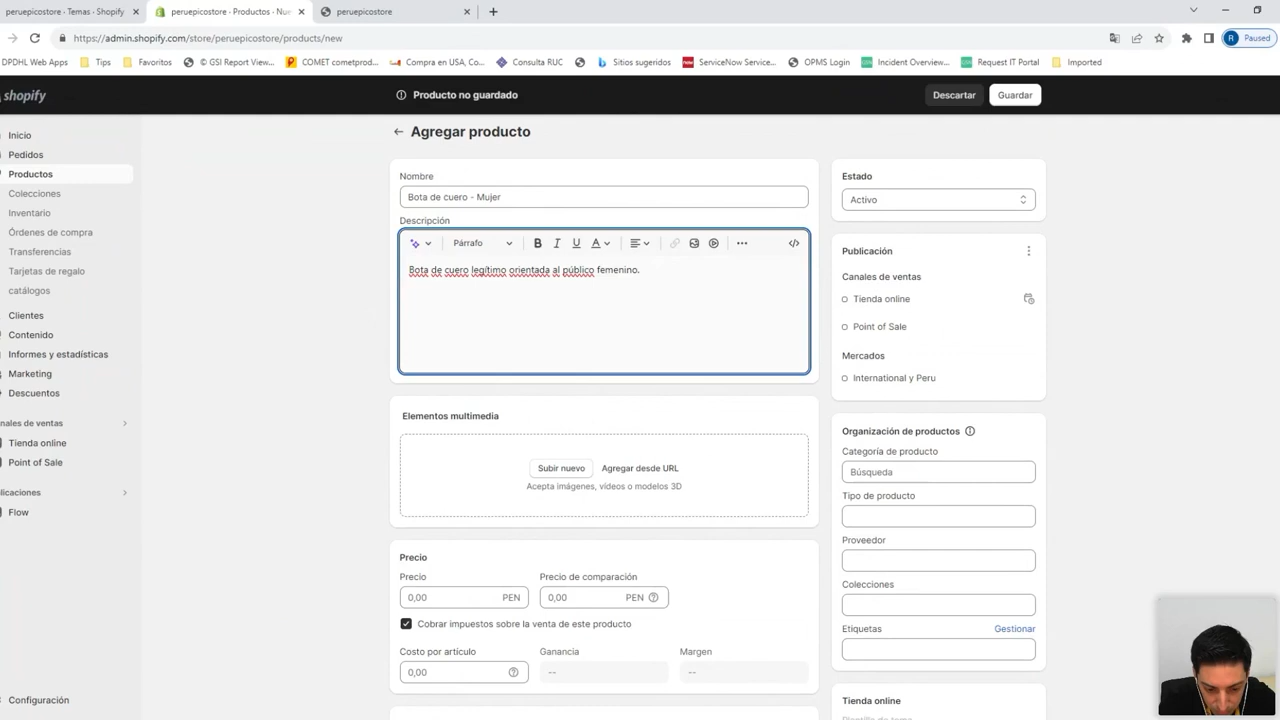 peruepicostore · Temas · Shopify
peruepicostore · Productos · Nue
peruepicostore
https://admin.shopify.com/store/peruepicostore/products/new
R Paused
DPDHL Web Apps
Tips
Favoritos
© GSI Report View...
COMET cometprod...
Compra en USA, Co...
Consulta RUC
Sitios sugeridos
ServiceNow Service...
OPMS Login
Incident Overview...
Request IT Portal
Imported
shopify
Producto no guardado
Descartar
Guardar
Inicio
Pedidos
Productos
Colecciones
Inventario
Órdenes de compra
Transferencias
Tarjetas de regalo
catálogos
Clientes
Contenido
Informes y estadísticas
Marketing
Descuentos
nales de ventas
Tienda online
Point of Sale
licaciones
Flow
Configuración
Agregar producto
Nombre
Bota de cuero - Mujer
Descripción
Párrafo
B I U A
Bota de cuero legítimo orientada al público femenino.
Elementos multimedia
Subir nuevo
Agregar desde URL
Acepta imágenes, vídeos o modelos 3D
Precio
Precio
Precio de comparación
0,00 PEN
0,00 PEN
Cobrar impuestos sobre la venta de este producto
Costo por artículo
Ganancia
Margen
0,00
--
--
Estado
Activo
Publicación
Canales de ventas
Tienda online
Point of Sale
Mercados
International y Peru
Organización de productos
Categoría de producto
Búsqueda
Tipo de producto
Proveedor
Colecciones
Etiquetas
Gestionar
Tienda online
Plantilla de tema